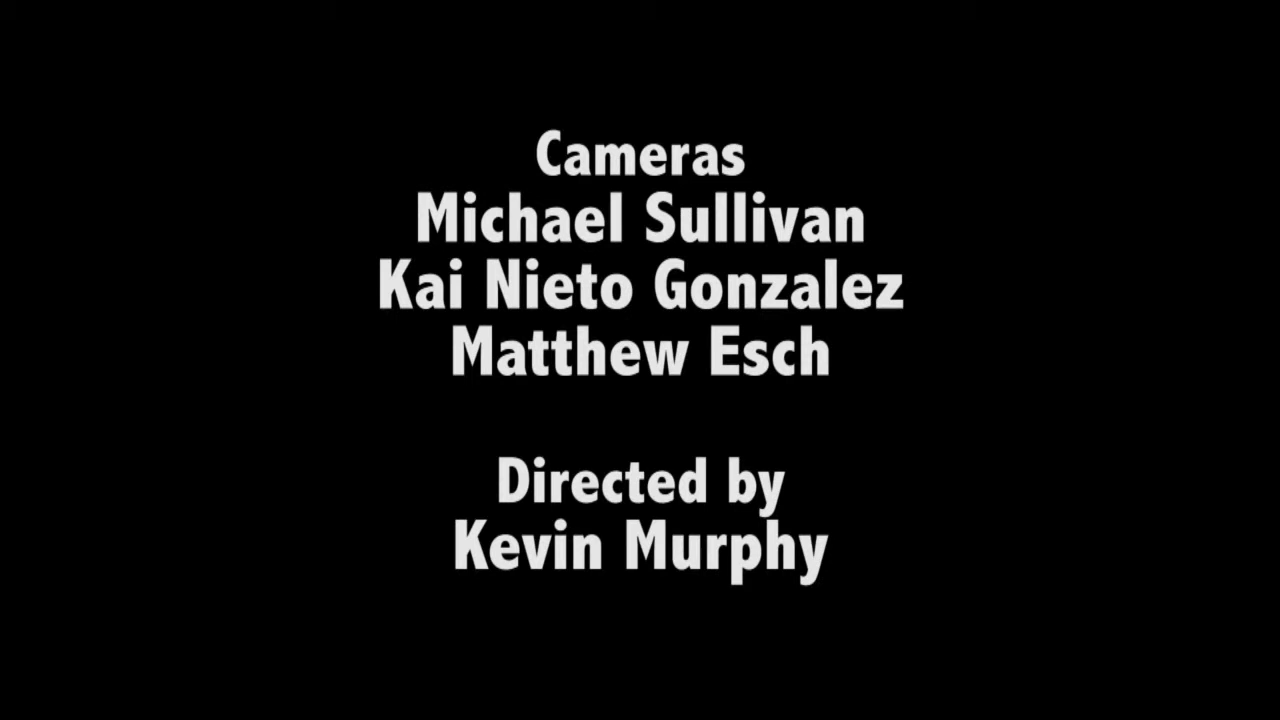 Cameras
Michael Sullivan
Kai Nieto Gonzalez
Matthew Esch
Directed by
Kevin Murphy